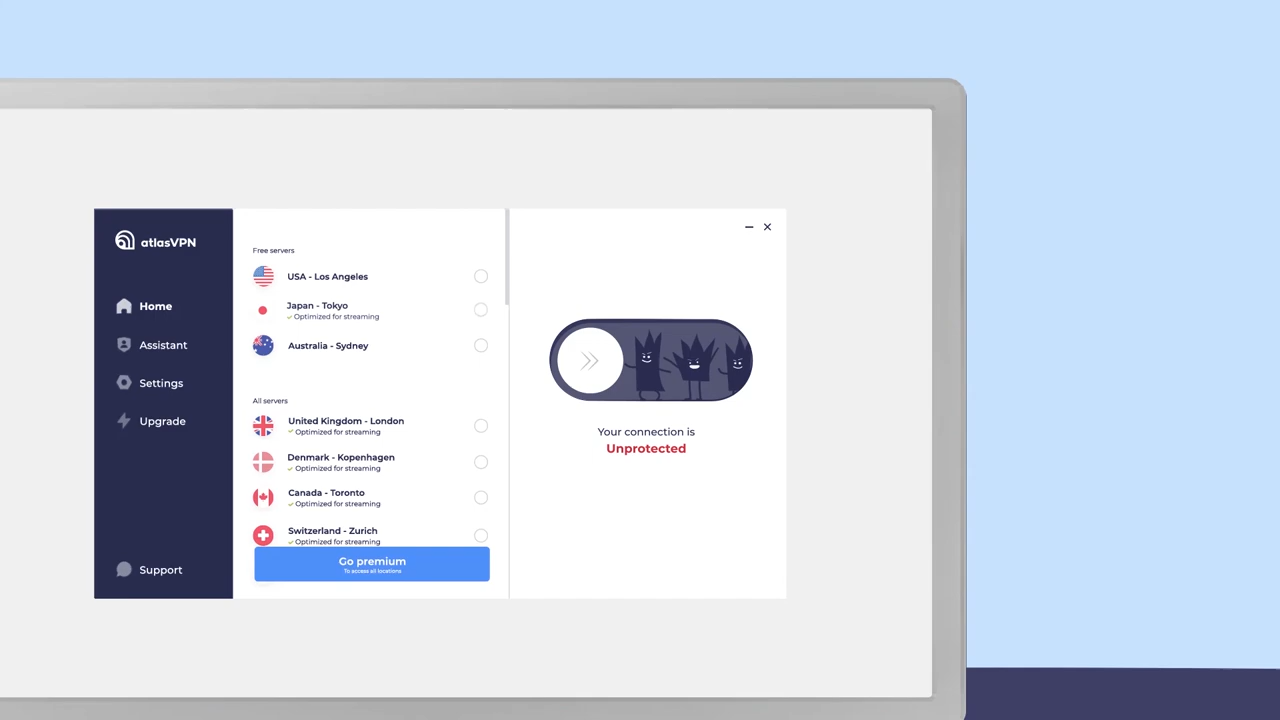 atlasVPN
Home
Assistant
Settings
Upgrade
Support
Free servers
USA - Los Angeles
Japan - Tokyo
Optimized for streaming
Australia - Sydney
All servers
United Kingdom - London
Optimized for streaming
Denmark - Kopenhagen
Optimized for streaming
Canada - Toronto
Optimized for streaming
Switzerland - Zurich
Optimized for streaming
Go premium
To access all locations
Your connection is
Unprotected